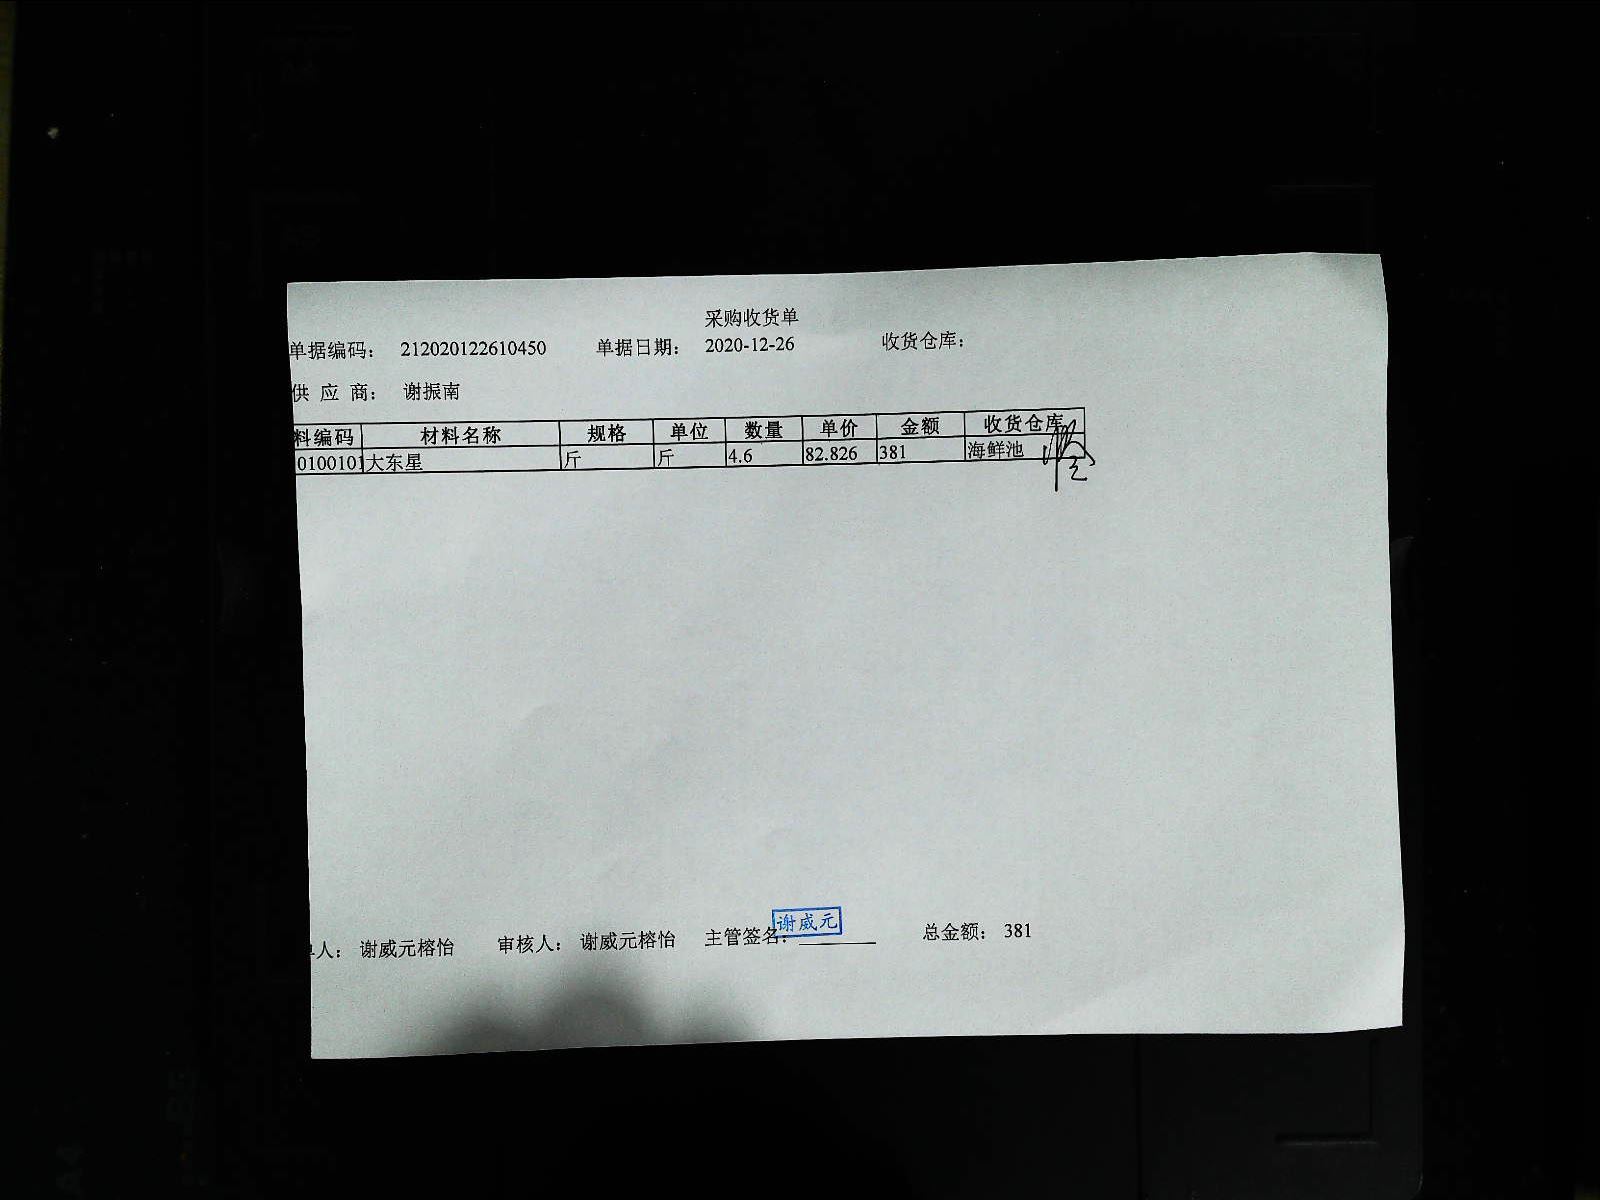 采购收货单
单据编码： 212020122610450 单据日期： 2020-12-26 收货仓库：
供 应 商： 谢振南
料编码 材料名称 规格 单位 数量 单价 金额 收货仓库
0100101 大东星 斤 斤 4.6 82.826 381 海鲜池
单人： 谢威元榕怡 审核人： 谢威元榕怡 主管签名： 谢威元 总金额： 381